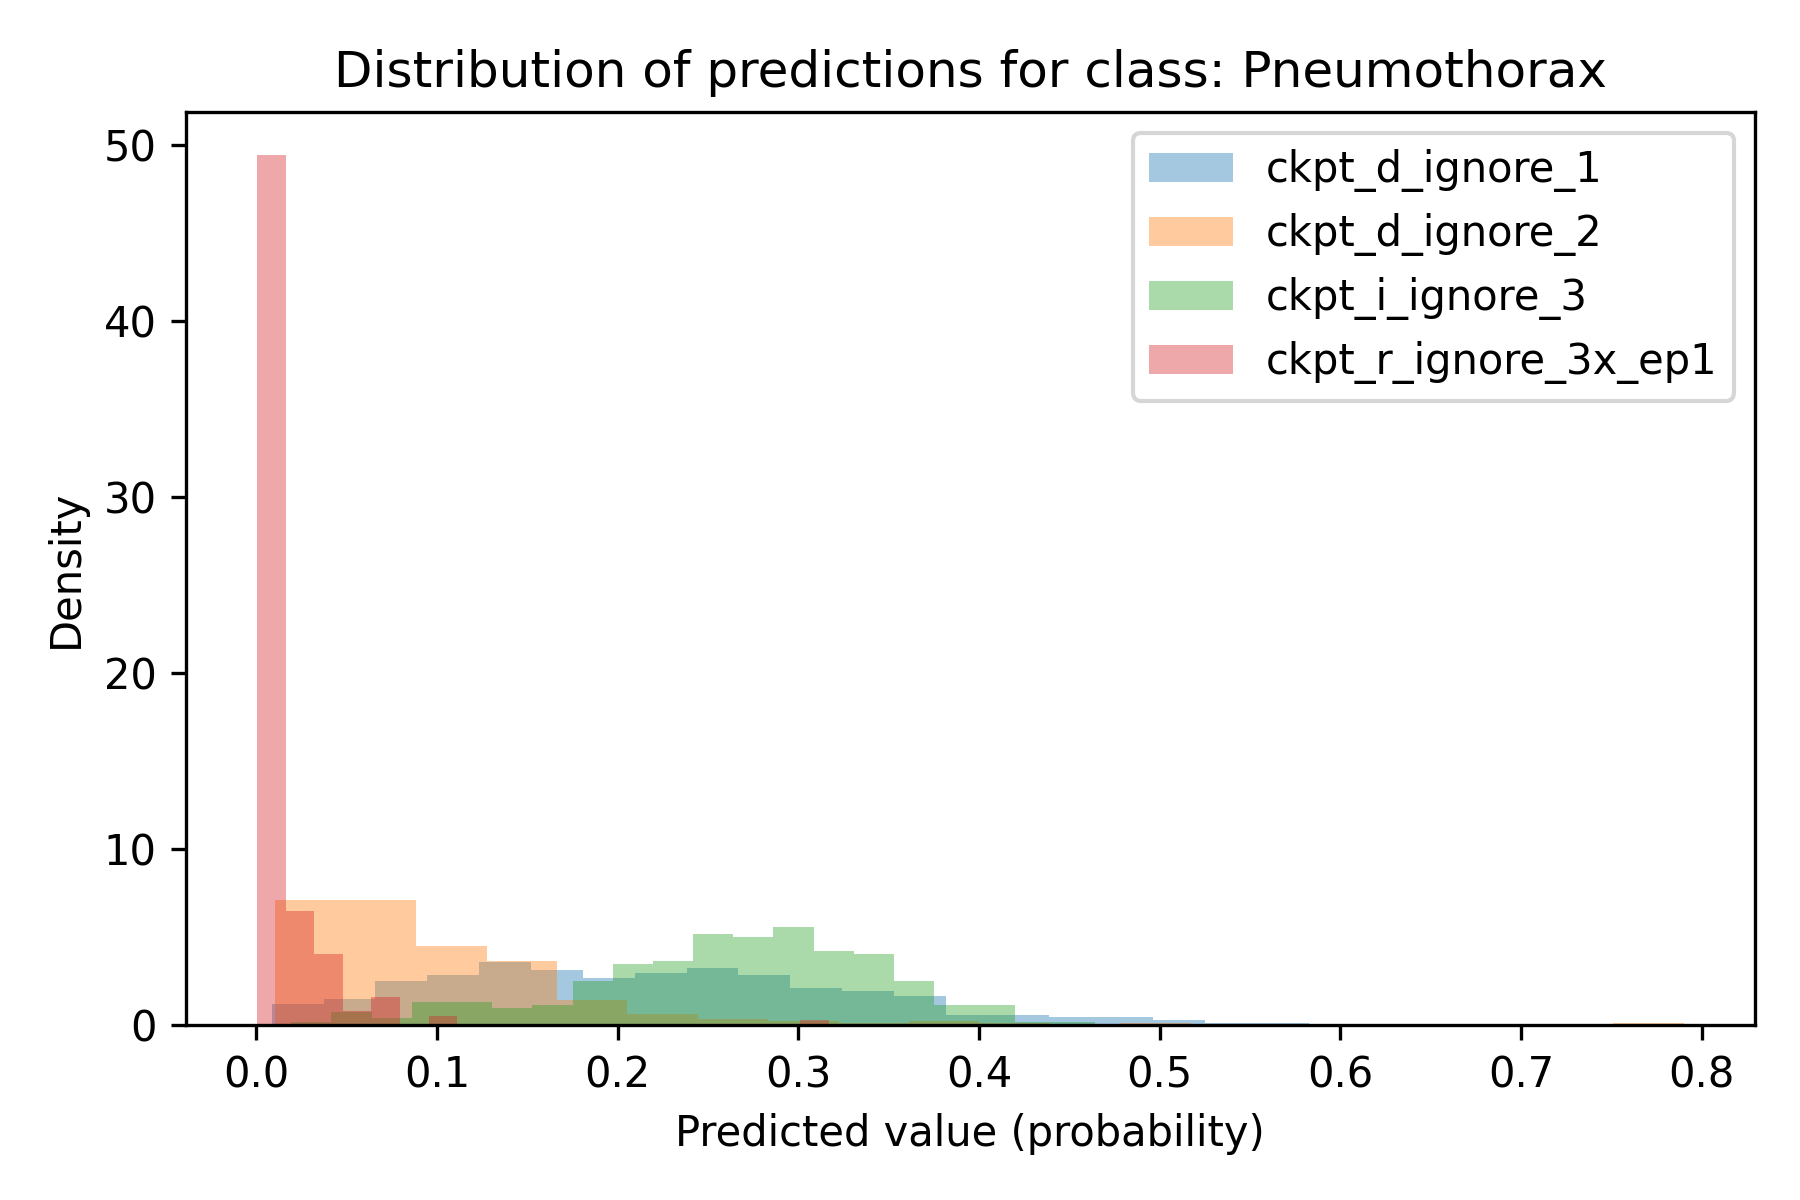 Distribution of predictions for class: Pneumothorax
ckpt_d_ignore_1
ckpt_d_ignore_2
ckpt_i_ignore_3
ckpt_r_ignore_3x_ep1
Density
50
40
30
20
10
0
0.0 0.1 0.2 0.3 0.4 0.5 0.6 0.7 0.8
Predicted value (probability)